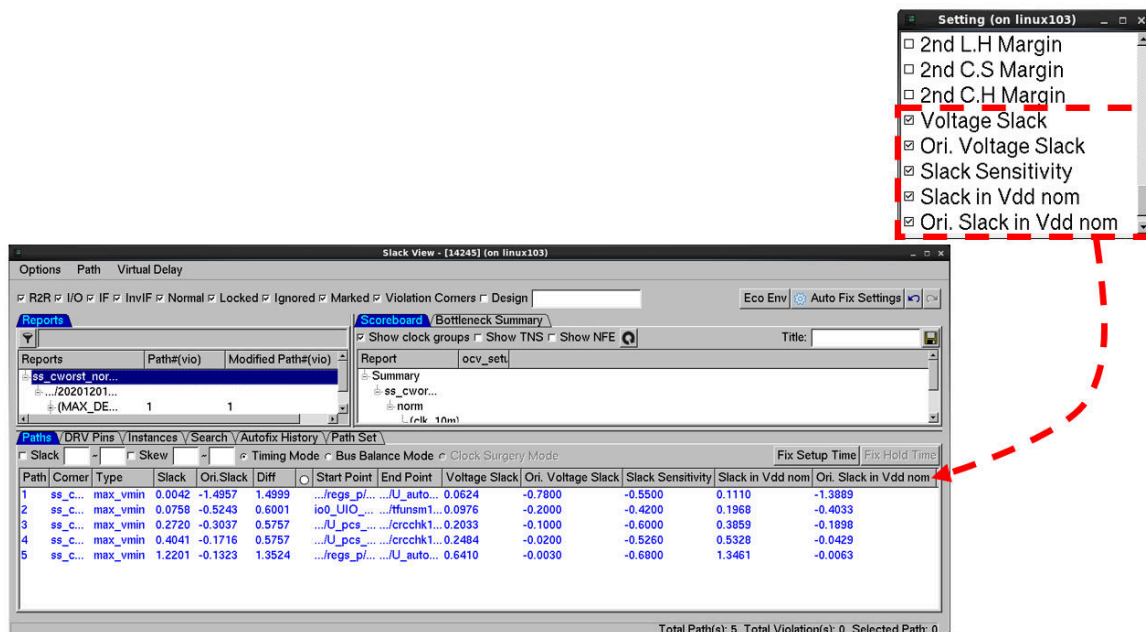 Setting (on linux103)
2nd L.H Margin
2nd C.S Margin
2nd C.H Margin
Voltage Slack
Ori. Voltage Slack
Slack Sensitivity
Slack in Vdd nom
Ori. Slack in Vdd nom
Slack View - [14245] (on linux103)
Options Path Virtual Delay
R2R I/O IF InvIF Normal Locked Ignored Marked Violation Corners Design Eco Env Auto Fix Settings
Reports Scoreboard Bottleneck Summary
Show clock groups Show TNS Show NFE Title:
Reports Path#(vio) Modified Path#(vio) Report ocv_setu
ss_cworst_nor... Summary
.../20201201... ss_cwor...
(MAX_DE... 1 1 norm
(clk_10m)
Paths DRV Pins Instances Search Autofix History Path Set
Slack ~ Skew ~ Timing Mode Bus Balance Mode Clock Surgery Mode Fix Setup Time Fix Hold Time
Path Corner Type Slack Ori.Slack Diff Start Point End Point Voltage Slack Ori. Voltage Slack Slack Sensitivity Slack in Vdd nom Ori. Slack in Vdd nom
1 ss_c... max_vmin 0.0042 -1.4957 1.4999 .../regs_p/... .../U_auto... 0.0624 -0.7800 -0.5500 0.1110 -1.3889
2 ss_c... max_vmin 0.0758 -0.5243 0.6001 io0_UIO_... .../tfunsm1... 0.0976 -0.2000 -0.4200 0.1968 -0.4033
3 ss_c... max_vmin 0.2720 -0.3037 0.5757 .../U_pcs_... .../crcchk1... 0.2033 -0.1000 -0.6000 0.3859 -0.1898
4 ss_c... max_vmin 0.4041 -0.1716 0.5757 .../U_pcs_... .../crcchk1... 0.2484 -0.0200 -0.5260 0.5328 -0.0429
5 ss_c... max_vmin 1.2201 -0.1323 1.3524 .../regs_p/... .../U_auto... 0.6410 -0.0030 -0.6800 1.3461 -0.0063
Total Path(s): 5, Total Violation(s): 0, Selected Path: 0